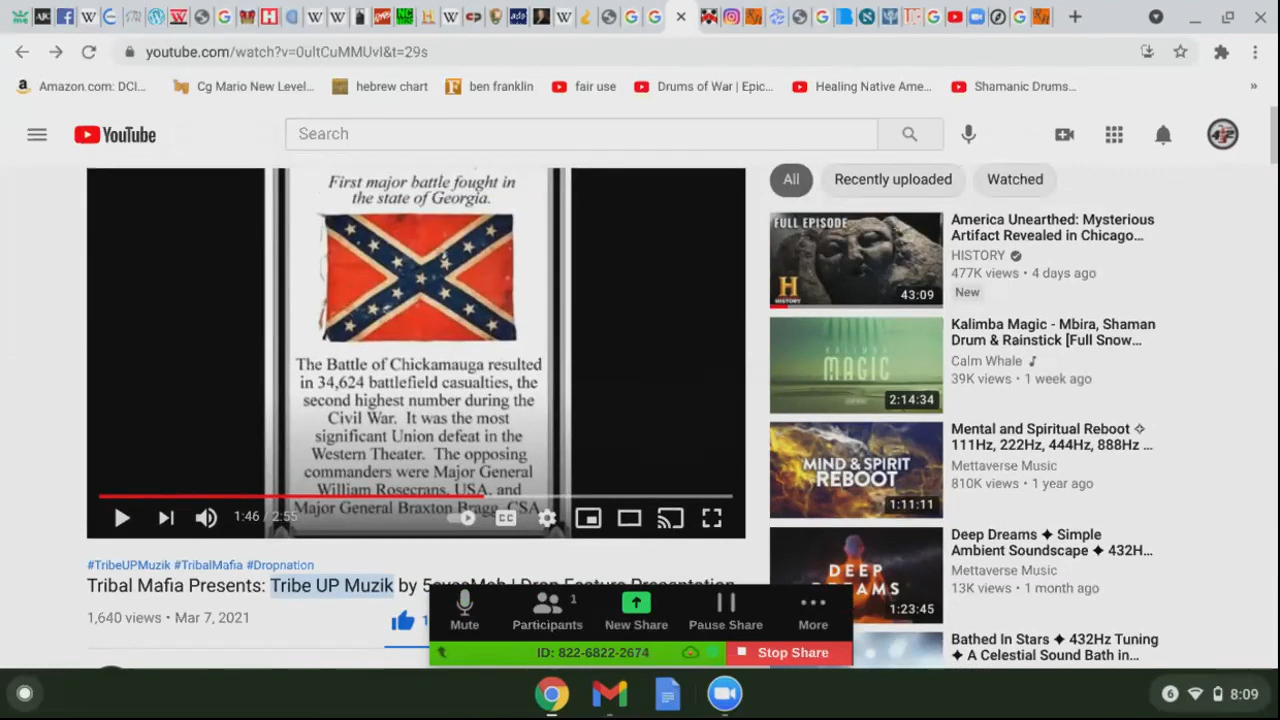 youtube.com/watch?v=0ultCuMMUvI&t=29s
Amazon.com: DCI...
Cg Mario New Level...
hebrew chart
ben franklin
fair use
Drums of War | Epic...
Healing Native Ame...
Shamanic Drums...
»
YouTube
Search
First major battle fought in
the state of Georgia.
The Battle of Chickamauga resulted
in 34,624 battlefield casualties, the
second highest number during the
Civil War. It was the most
significant Union defeat in the
Western Theater. The opposing
commanders were Major General
William Rosecrans, USA, and
Major General Braxton Bragg, CSA
1:46 / 2:55
CC
#TribeUPMuzik #TribalMafia #Dropnation
Tribal Mafia Presents: Tribe UP Muzik by 5eyesMob | Drop Feature Presentation
1,640 views • Mar 7, 2021
All
Recently uploaded
Watched
FULL EPISODE
H
HISTORY
43:09
America Unearthed: Mysterious
Artifact Revealed in Chicago...
HISTORY
477K views • 4 days ago
New
KALIMBA
MAGIC
2:14:34
Kalimba Magic - Mbira, Shaman
Drum & Rainstick [Full Snow...
Calm Whale
39K views • 1 week ago
MIND & SPIRIT
REBOOT
1:11:11
Mental and Spiritual Reboot ✧
111Hz, 222Hz, 444Hz, 888Hz ...
Mettaverse Music
810K views • 1 year ago
DEEP
DREAMS
1:23:45
Deep Dreams ✦ Simple
Ambient Soundscape ✦ 432H...
Mettaverse Music
13K views • 1 month ago
Bathed In Stars ✦ 432Hz Tuning
✦ A Celestial Sound Bath in...
Mute
Participants
1
New Share
Pause Share
More
ID: 822-6822-2674
Stop Share
6
8:09